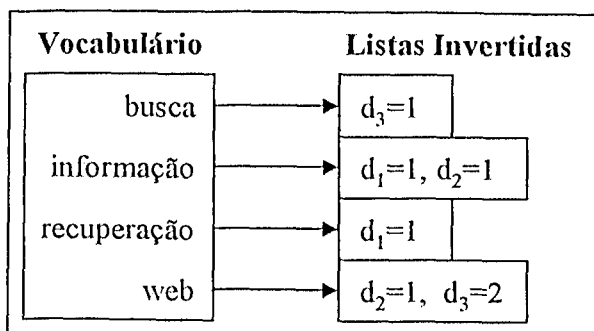 Vocabulário Listas Invertidas
busca d₃=1
informação d₁=1, d₂=1
recuperação d₁=1
web d₂=1, d₃=2